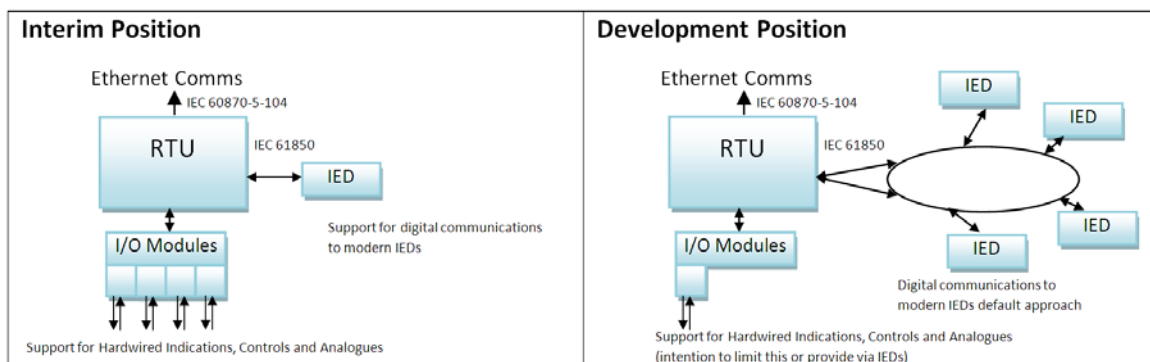 Interim Position
Ethernet Comms
IEC 60870-5-104
RTU
IEC 61850
IED
Support for digital communications
to modern IEDs
I/O Modules
Support for Hardwired Indications, Controls and Analogues
Development Position
Ethernet Comms
IEC 60870-5-104
RTU
IEC 61850
IED
IED
IED
IED
I/O Modules
Digital communications to
modern IEDs default approach
Support for Hardwired Indications, Controls and Analogues
(intention to limit this or provide via IEDs)